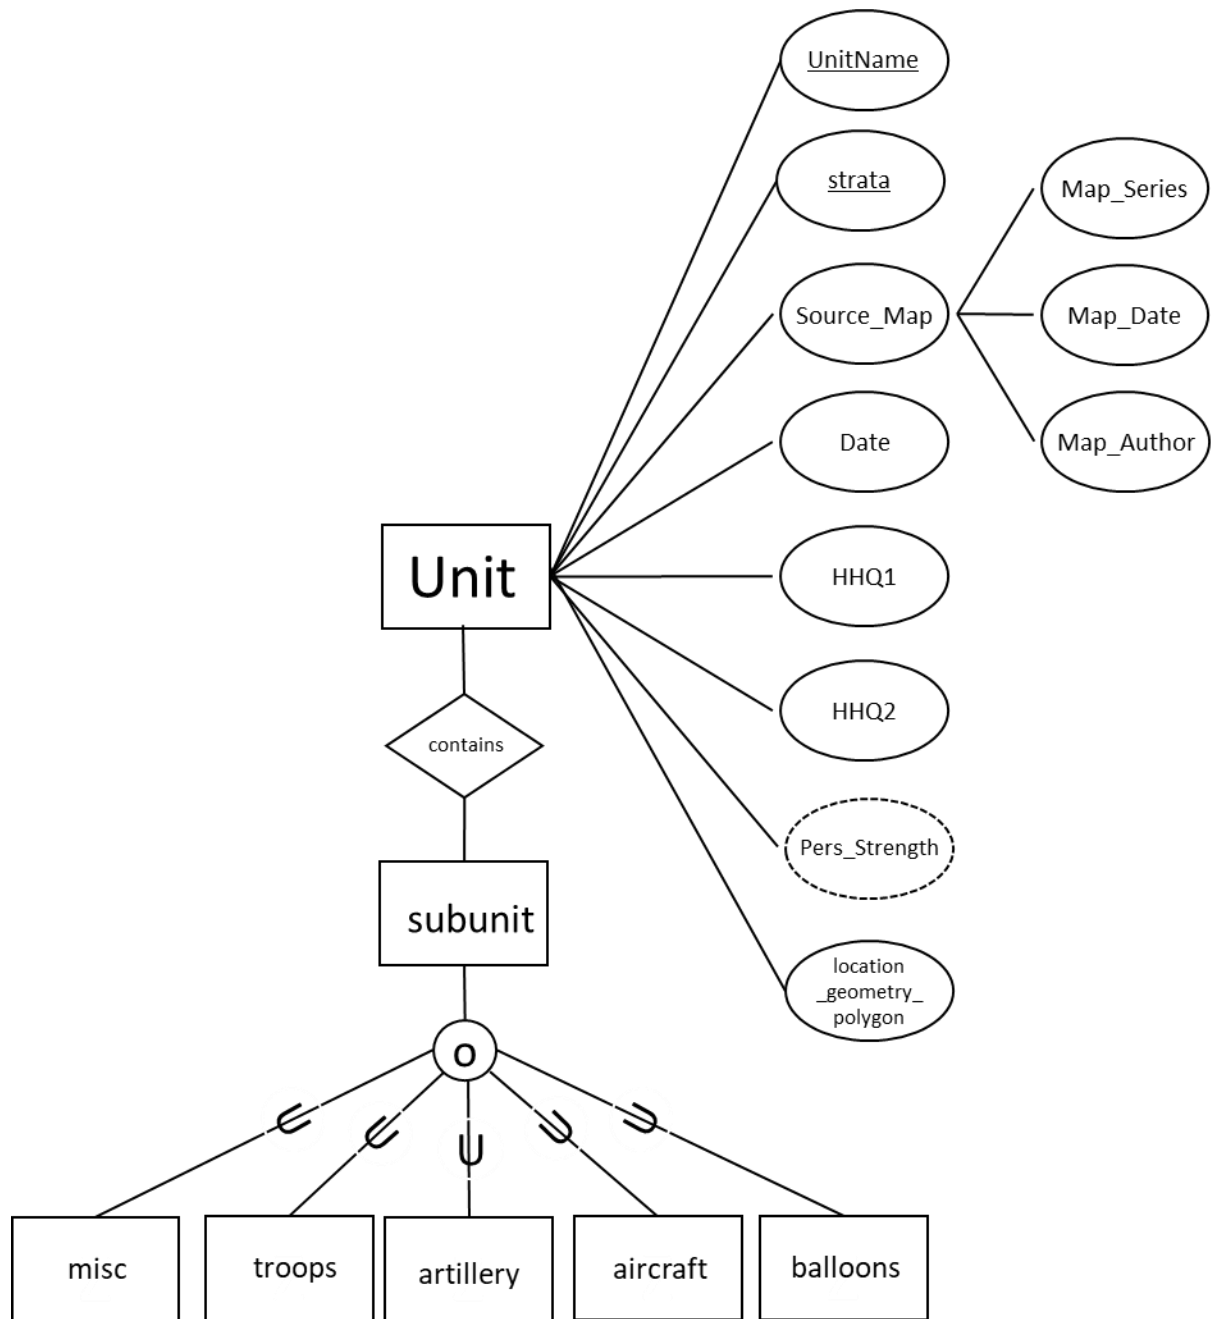 UnitName
strata
Map_Series
Source_Map
Map_Date
Date
Map_Author
Unit
HHQ1
HHQ2
contains
Pers_Strength
subunit
location
_geometry_
polygon
o
U
U
U
U
U
misc
troops
artillery
aircraft
balloons